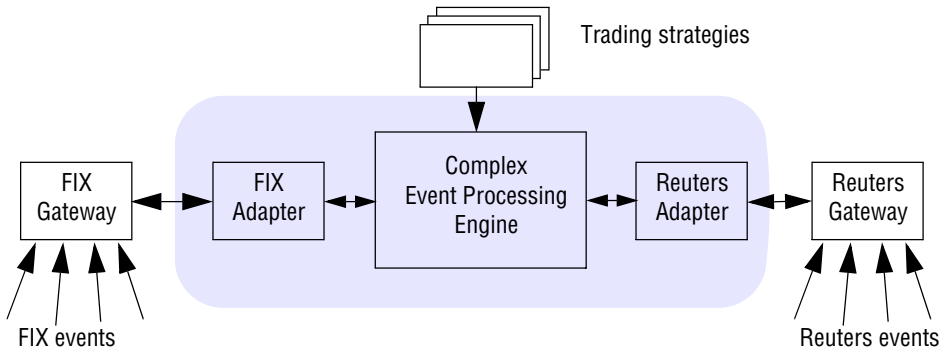 Trading strategies
FIX
Gateway
FIX
Adapter
Complex
Event Processing
Engine
Reuters
Adapter
Reuters
Gateway
FIX events
Reuters events